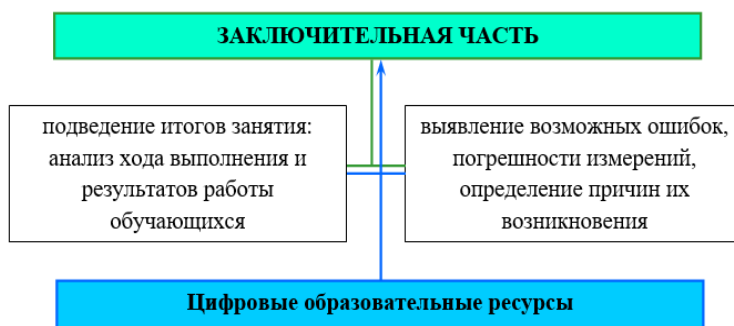 ЗАКЛЮЧИТЕЛЬНАЯ ЧАСТЬ
подведение итогов занятия:
анализ хода выполнения и
результатов работы
обучающихся
выявление возможных ошибок,
погрешности измерений,
определение причин их
возникновения
Цифровые образовательные ресурсы